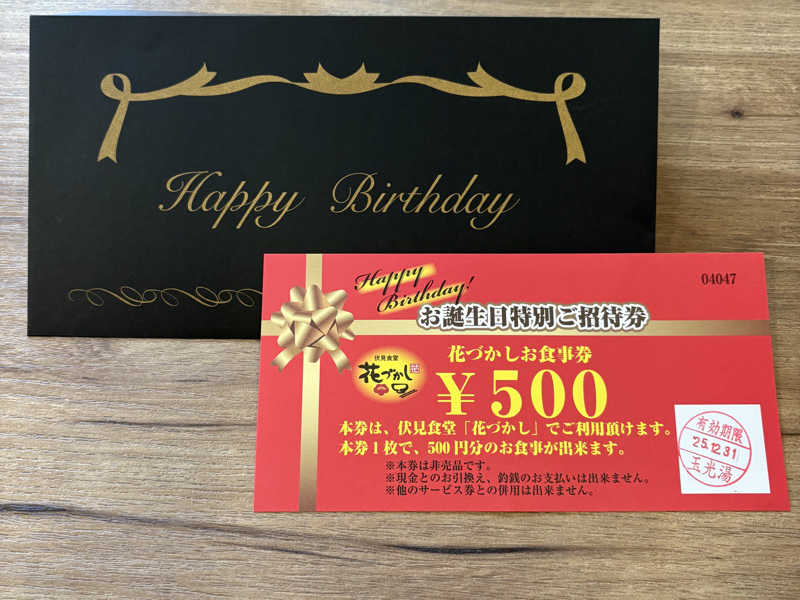 Happy Birthday
04047
Happy
Birthday!
お誕生日特別ご招待券
伏見食堂
花づかし
花づかしお食事券
¥500
本券は、伏見食堂「花づかし」でご利用頂けます。
本券1枚で、500円分のお食事が出来ます。
※本券は非売品です。
※現金とのお引換え、釣銭のお支払いは出来ません。
※他のサービス券との併用は出来ません。
有効期限
'25.12.31
玉光湯